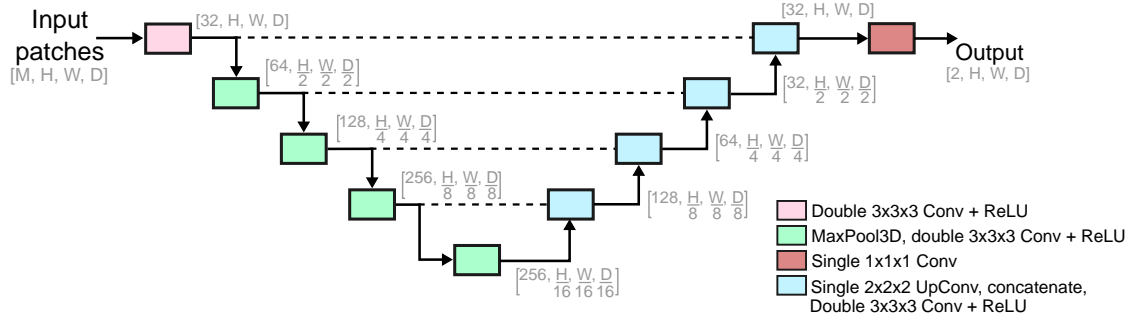 Input
patches
[M, H, W, D]
[32, H, W, D]
[64, H/2, W/2, D/2]
[128, H/4, W/4, D/4]
[256, H/8, W/8, D/8]
[256, H/16, W/16, D/16]
[128, H/8, W/8, D/8]
[64, H/4, W/4, D/4]
[32, H/2, W/2, D/2]
[32, H, W, D]
Output
[2, H, W, D]
Double 3x3x3 Conv + ReLU
MaxPool3D, double 3x3x3 Conv + ReLU
Single 1x1x1 Conv
Single 2x2x2 UpConv, concatenate,
Double 3x3x3 Conv + ReLU